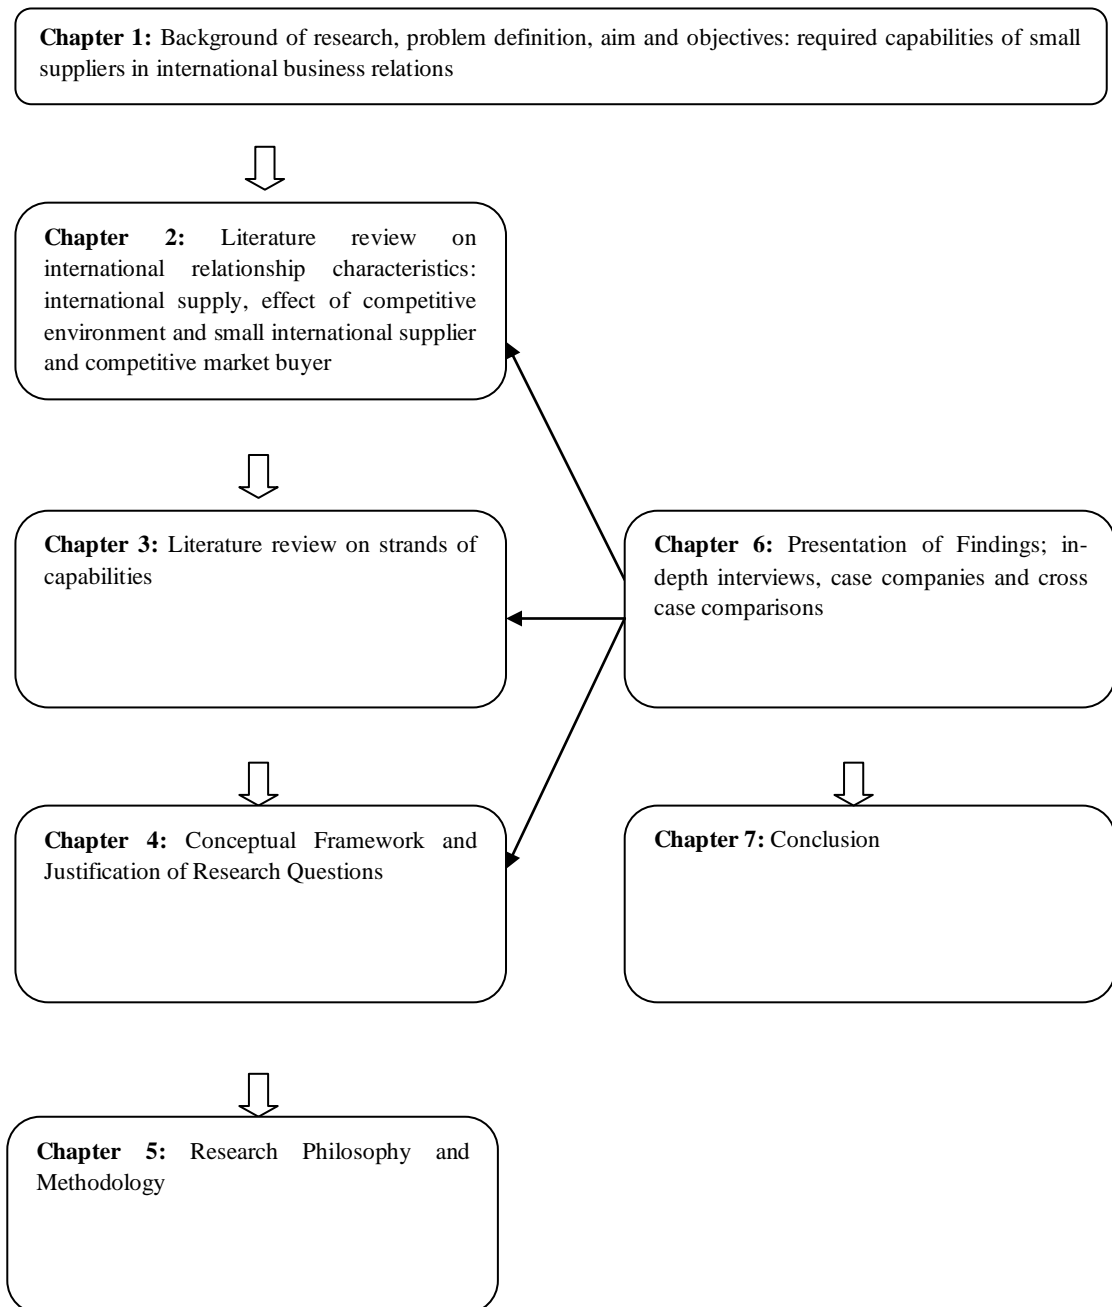 Chapter 1: Background of research, problem definition, aim and objectives: required capabilities of small
suppliers in international business relations
Chapter 2: Literature review on
international relationship characteristics:
international supply, effect of competitive
environment and small international supplier
and competitive market buyer
Chapter 3: Literature review on strands of
capabilities
Chapter 6: Presentation of Findings; in-
depth interviews, case companies and cross
case comparisons
Chapter 4: Conceptual Framework and
Justification of Research Questions
Chapter 7: Conclusion
Chapter 5: Research Philosophy and
Methodology